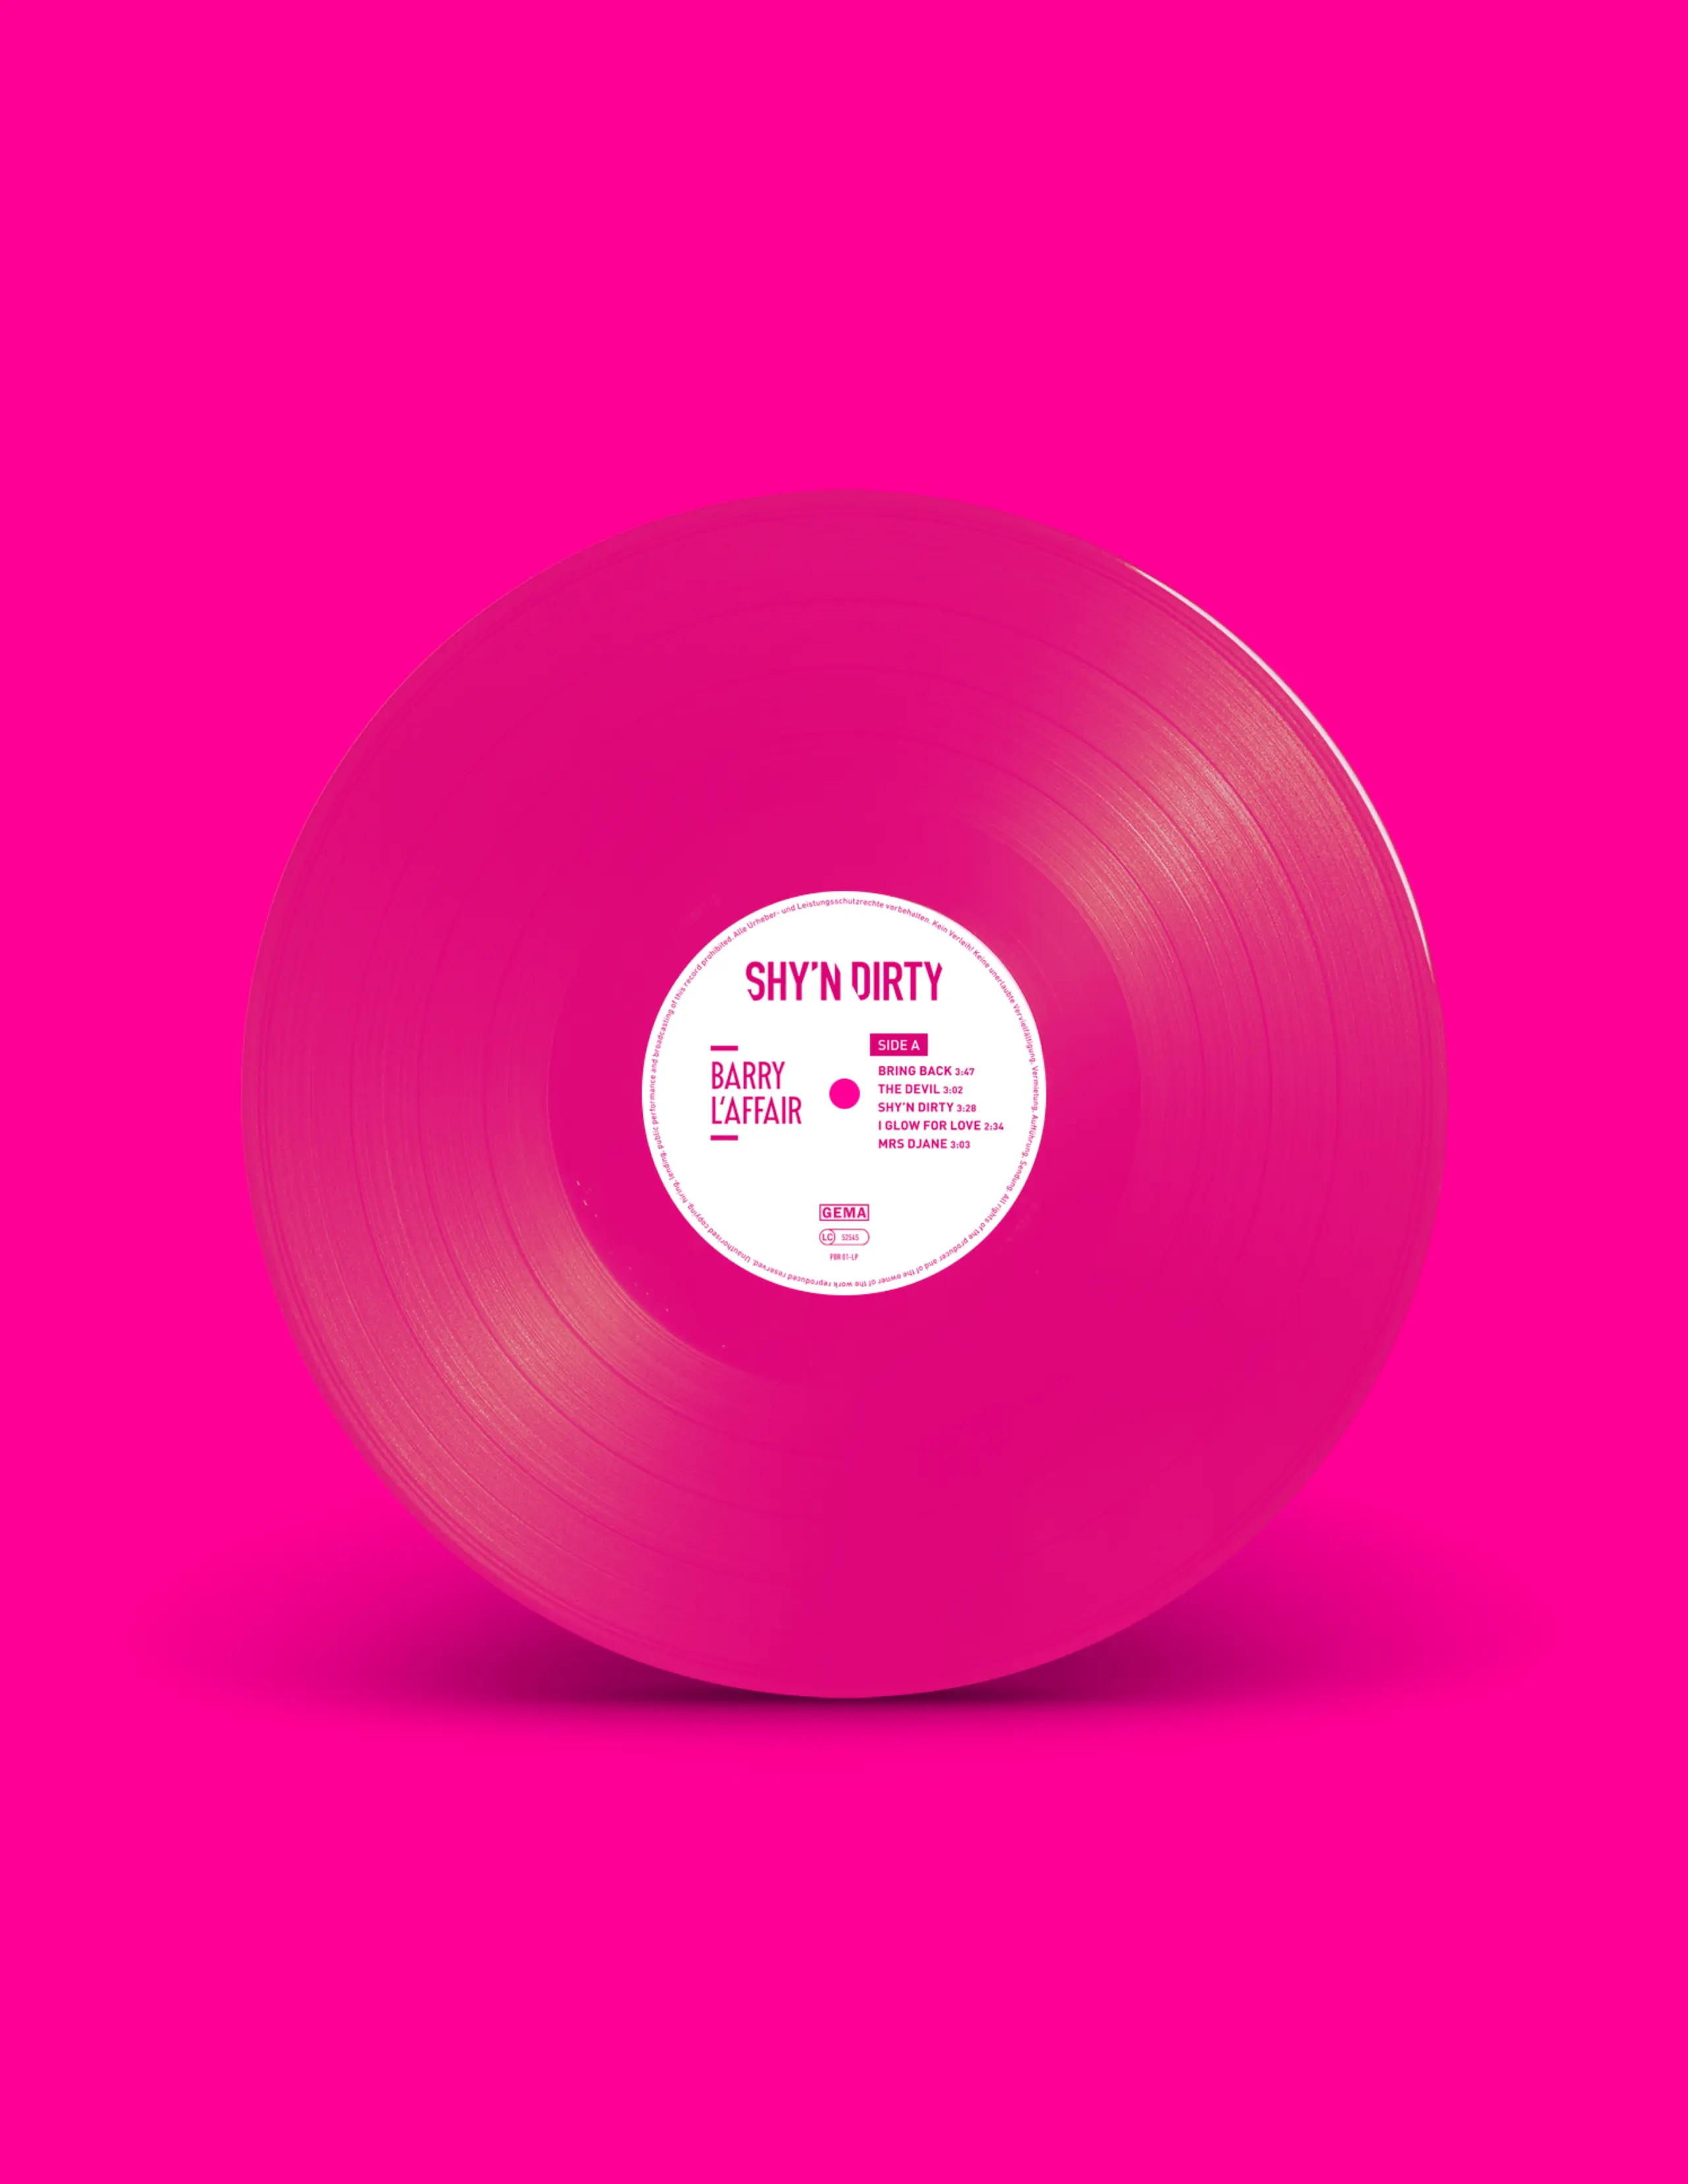 SHY'N DIRTY
BARRY
L'AFFAIR
SIDE A
BRING BACK 3:47
THE DEVIL 3:02
SHY'N DIRTY 3:28
I GLOW FOR LOVE 2:34
MRS DJANE 3:03
GEMA
LC 52545
PBR 01-LP
Alle Urheber- und Leistungsschutzrechte vorbehalten. Kein Verleih! Keine unerlaubte Vervielfältigung, Vermietung, Aufführung, Sendung. All rights of the producer and of the owner of the work reproduced reserved. Unauthorised copying, hiring, lending, public performance and broadcasting of this record prohibited.